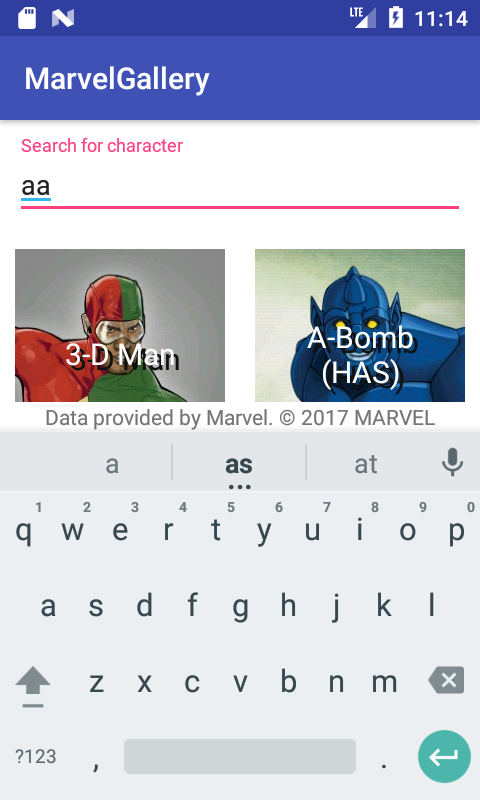 LTE 11:14
MarvelGallery
Search for character
aa
3-D Man
A-Bomb
(HAS)
Data provided by Marvel. © 2017 MARVEL
a as at
1 2 3 4 5 6 7 8 9 0
q w e r t y u i o p
a s d f g h j k l
z x c v b n m
?123 , .